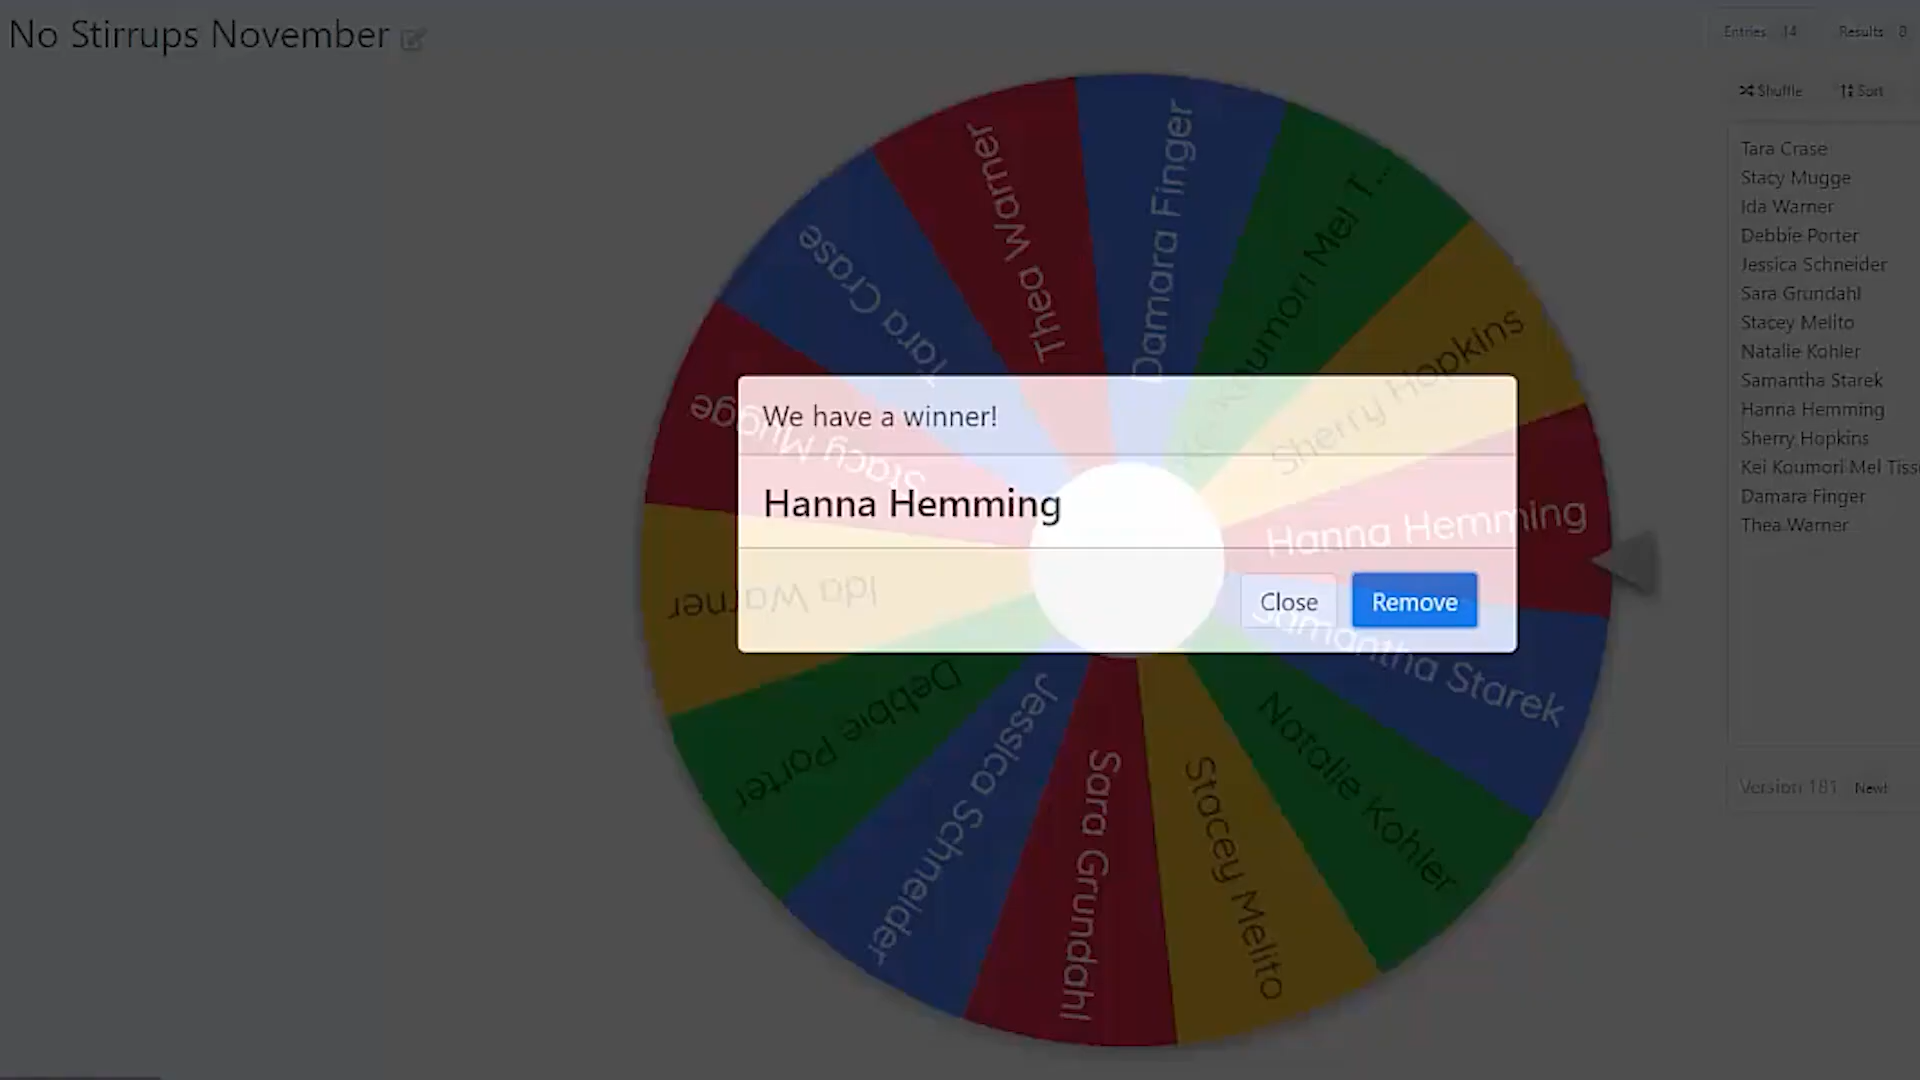 No Stirrups November
Entries 14
Results
Shuffle
Sort
Tara Crase
Stacy Mugge
Ida Warner
Debbie Porter
Jessica Schneider
Sara Grundahl
Stacey Melito
Natalie Kohler
Samantha Starek
Hanna Hemming
Sherry Hopkins
Kei Koumori Mel Tiss
Damara Finger
Thea Warner
Version 181 New!
Thea Warner
Damara Finger
Koumori Mel T...
Sherry Hopkins
Hanna Hemming
Samantha Starek
Natalie Kohler
Stacey Melito
Sara Grundahl
Jessica Schneider
Debbie Porter
Ida Warner
Stacy Mugge
Tara Crase
We have a winner!
Hanna Hemming
Close
Remove